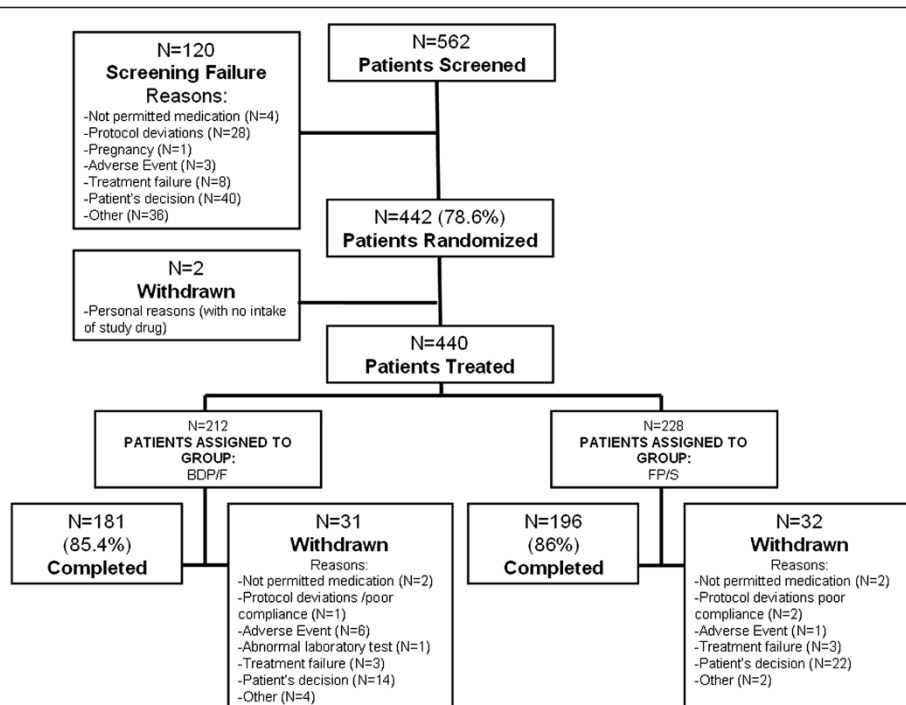 N=562
Patients Screened
N=120
Screening Failure
Reasons:
-Not permitted medication (N=4)
-Protocol deviations (N=28)
-Pregnancy (N=1)
-Adverse Event (N=3)
-Treatment failure (N=8)
-Patient's decision (N=40)
-Other (N=36)
N=442 (78.6%)
Patients Randomized
N=2
Withdrawn
-Personal reasons (with no intake
of study drug)
N=440
Patients Treated
N=212
PATIENTS ASSIGNED TO
GROUP:
BDP/F
N=228
PATIENTS ASSIGNED TO
GROUP:
FP/S
N=181
(85.4%)
Completed
N=31
Withdrawn
Reasons:
-Not permitted medication (N=2)
-Protocol deviations /poor
compliance (N=1)
-Adverse Event (N=6)
-Abnormal laboratory test (N=1)
-Treatment failure (N=3)
-Patient's decision (N=14)
-Other (N=4)
N=196
(86%)
Completed
N=32
Withdrawn
Reasons:
-Not permitted medication (N=2)
-Protocol deviations poor
compliance (N=2)
-Adverse Event (N=1)
-Treatment failure (N=3)
-Patient's decision (N=22)
-Other (N=2)